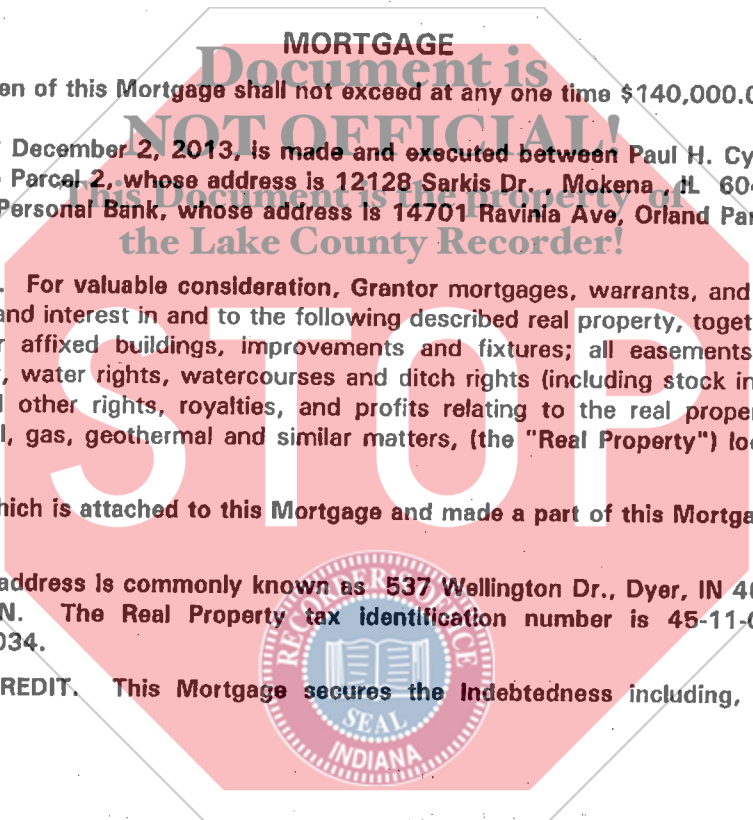 MORTGAGE
Document is
en of this Mortgage shall not exceed at any one time $140,000.0
NOT OFFICIAL!
December 2, 2013, is made and executed between Paul H. Cy
Parcel 2, whose address is 12128 Sarkis Dr. , Mokena , IL 60
This Document is the property of
Personal Bank, whose address is 14701 Ravinia Ave, Orland Par
the Lake County Recorder!
. For valuable consideration, Grantor mortgages, warrants, and
and interest in and to the following described real property, toget
r affixed buildings, improvements and fixtures; all easements
, water rights, watercourses and ditch rights (including stock in
l other rights, royalties, and profits relating to the real proper
l, gas, geothermal and similar matters, (the "Real Property") loc
STOP
hich is attached to this Mortgage and made a part of this Mortga
address is commonly known as 537 Wellington Dr., Dyer, IN 4
N. The Real Property tax identification number is 45-11-
034.
REDIT. This Mortgage secures the Indebtedness including,
RECORDER'S OFFICE
SEAL
INDIANA